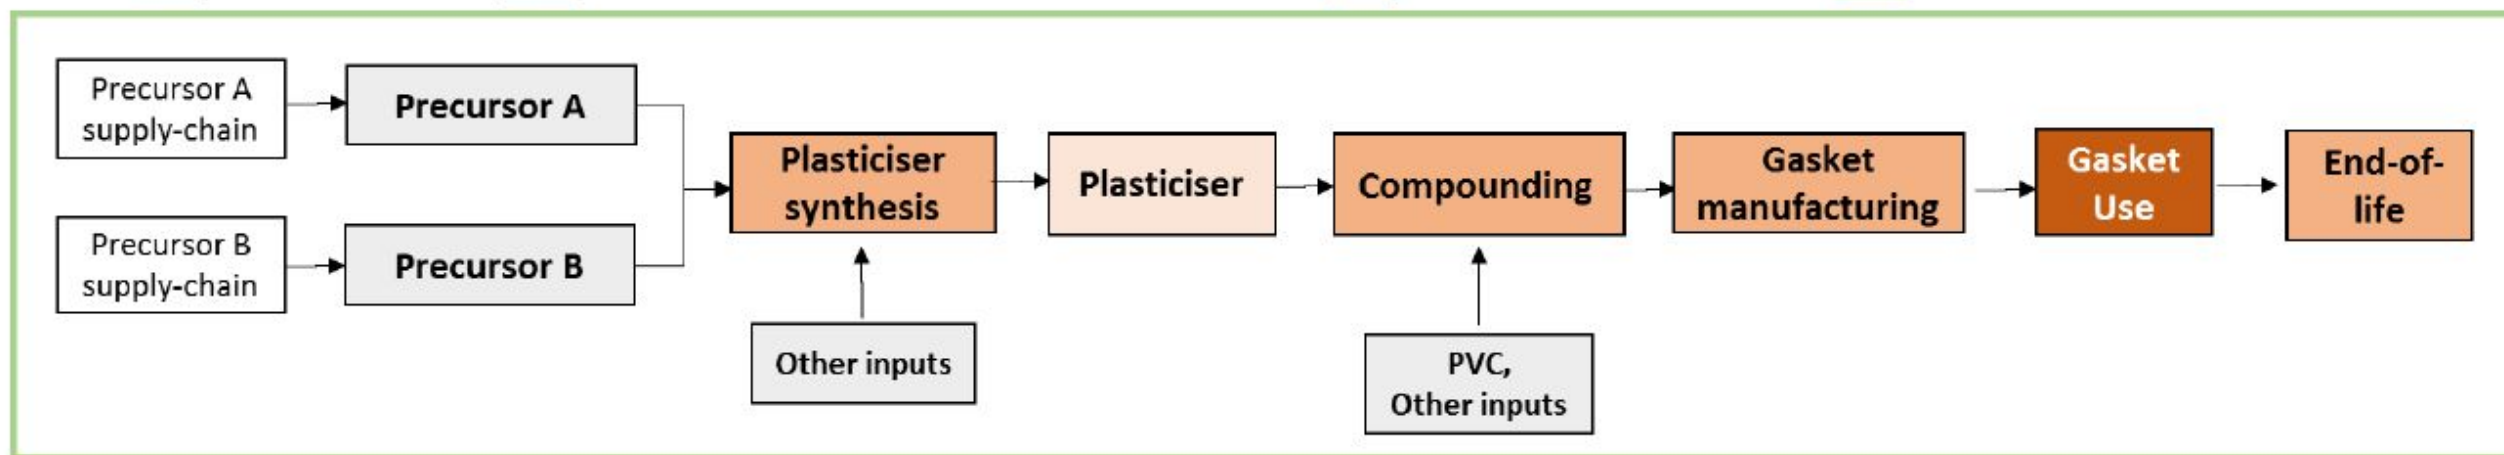 Precursor A
supply-chain
Precursor A
Precursor B
supply-chain
Precursor B
Plasticiser
synthesis
Other inputs
Plasticiser
Compounding
PVC,
Other inputs
Gasket
manufacturing
Gasket
Use
End-of-
life